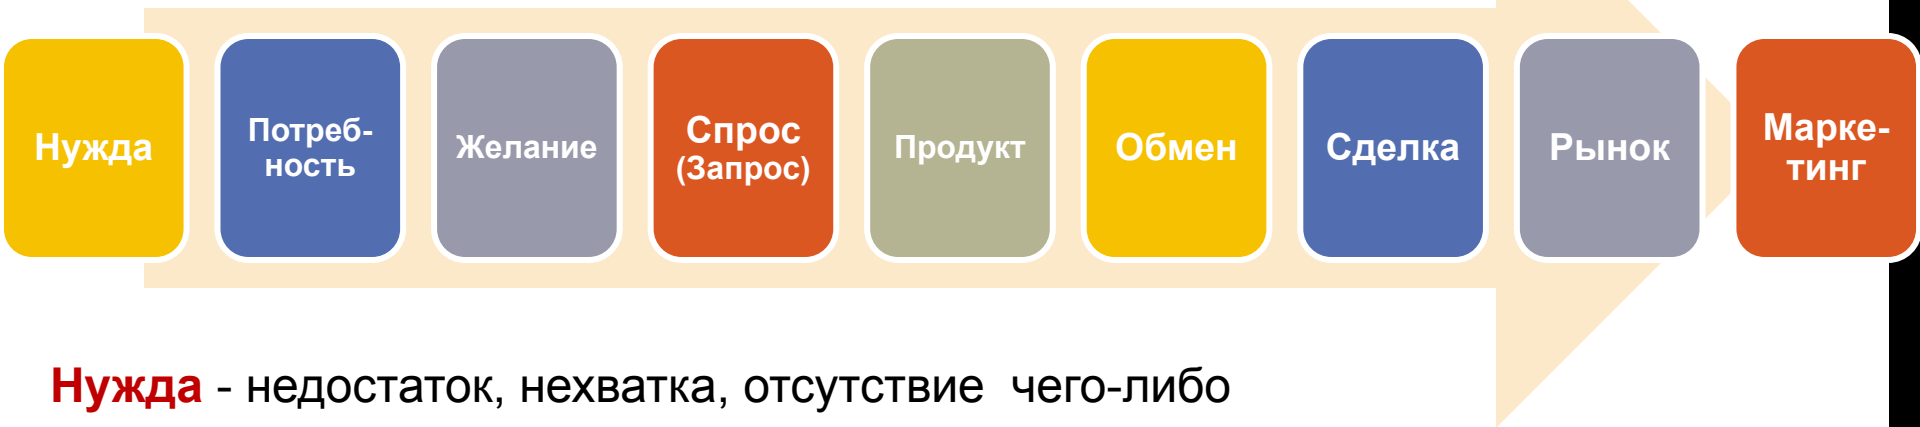 Нужда
Потреб-
ность
Желание
Спрос
(Запрос)
Продукт
Обмен
Сделка
Рынок
Марке-
тинг
Нужда - недостаток, нехватка, отсутствие чего-либо